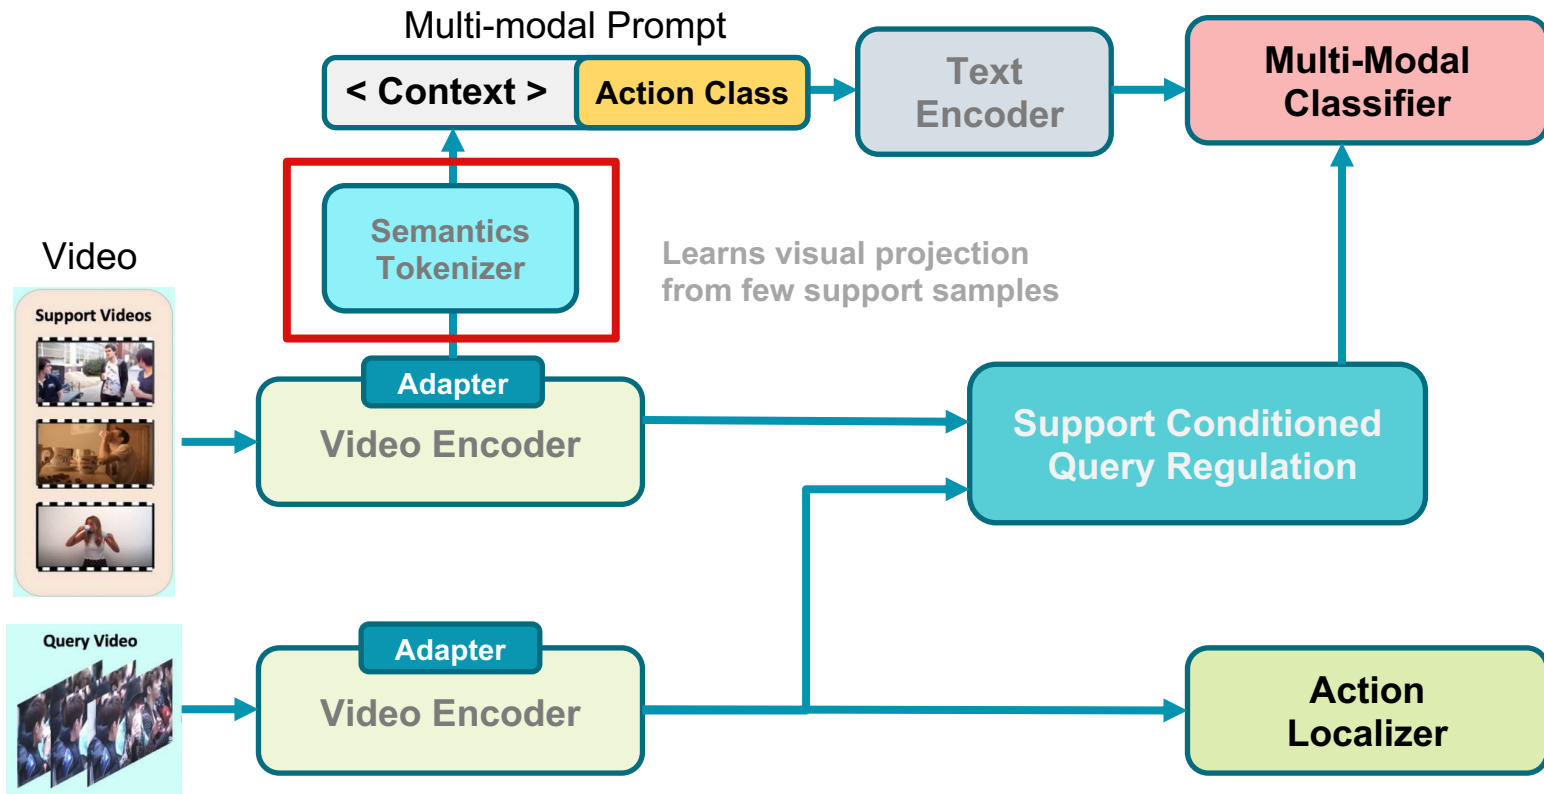 Multi-modal Prompt
< Context >
Action Class
Text
Encoder
Multi-Modal
Classifier
Semantics
Tokenizer
Learns visual projection
from few support samples
Video
Support Videos
Adapter
Video Encoder
Support Conditioned
Query Regulation
Query Video
Adapter
Video Encoder
Action
Localizer